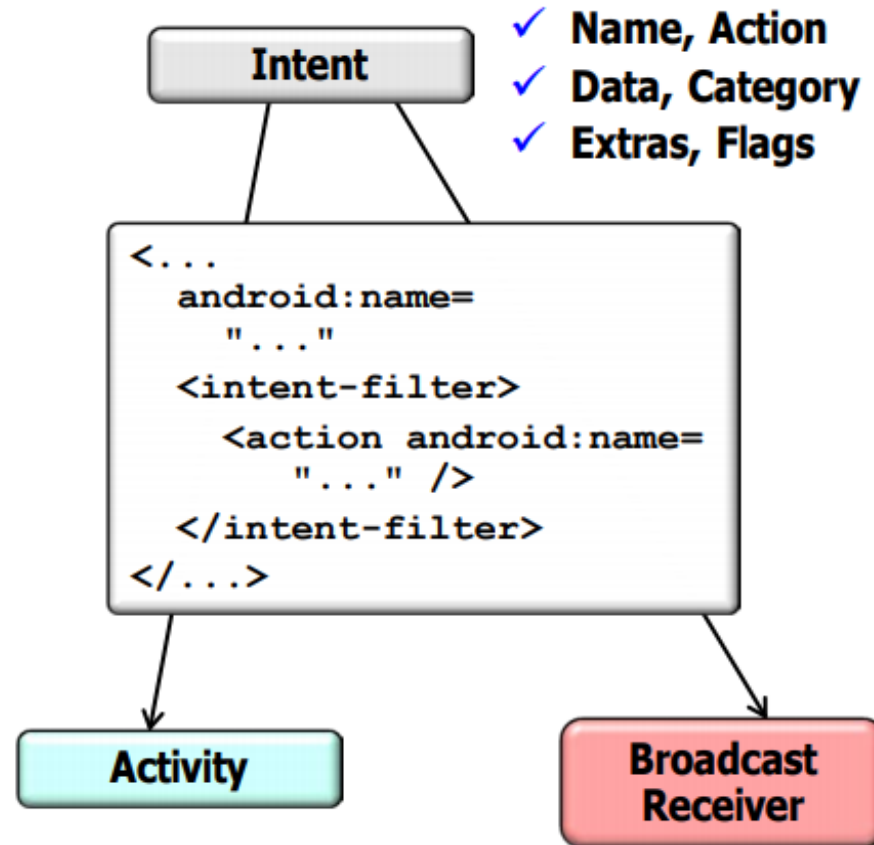 Intent
✓ Name, Action
✓ Data, Category
✓ Extras, Flags
<...
android:name=
"..."
<intent-filter>
<action android:name=
"..." />
</intent-filter>
</...>
Activity
Broadcast
Receiver